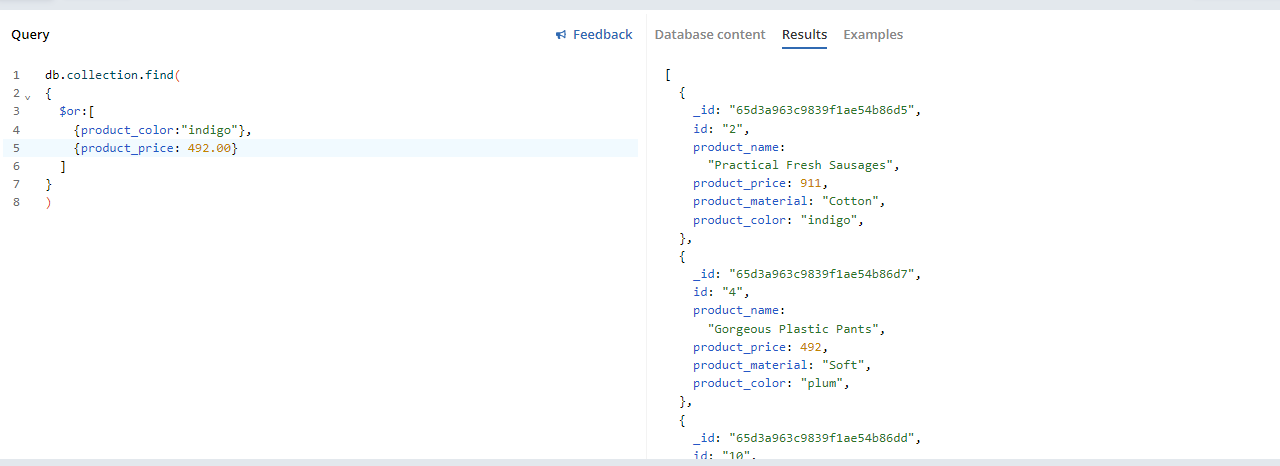 Query
Feedback
1 db.collection.find(
2 {
3 $or:[
4 {product_color:"indigo"},
5 {product_price: 492.00}
6 ]
7 }
8 )
Database content Results Examples
[
{
_id: "65d3a963c9839f1ae54b86d5",
id: "2",
product_name:
"Practical Fresh Sausages",
product_price: 911,
product_material: "Cotton",
product_color: "indigo",
},
{
_id: "65d3a963c9839f1ae54b86d7",
id: "4",
product_name:
"Gorgeous Plastic Pants",
product_price: 492,
product_material: "Soft",
product_color: "plum",
},
{
_id: "65d3a963c9839f1ae54b86dd",
id: "10",